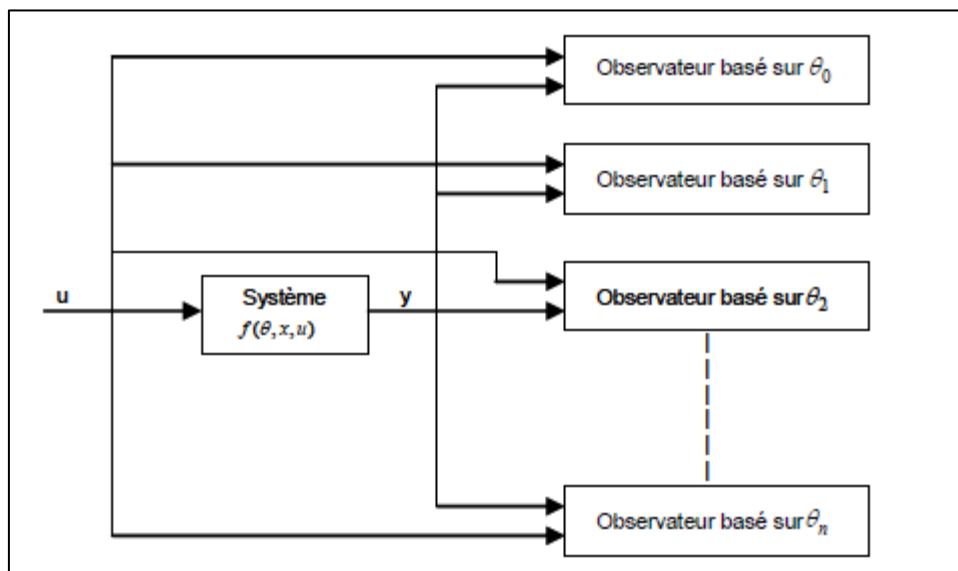 Observateur basé sur θ₀
Observateur basé sur θ₁
Observateur basé sur θ₂
u
Système
f(θ,x,u)
y
Observateur basé sur θₙ